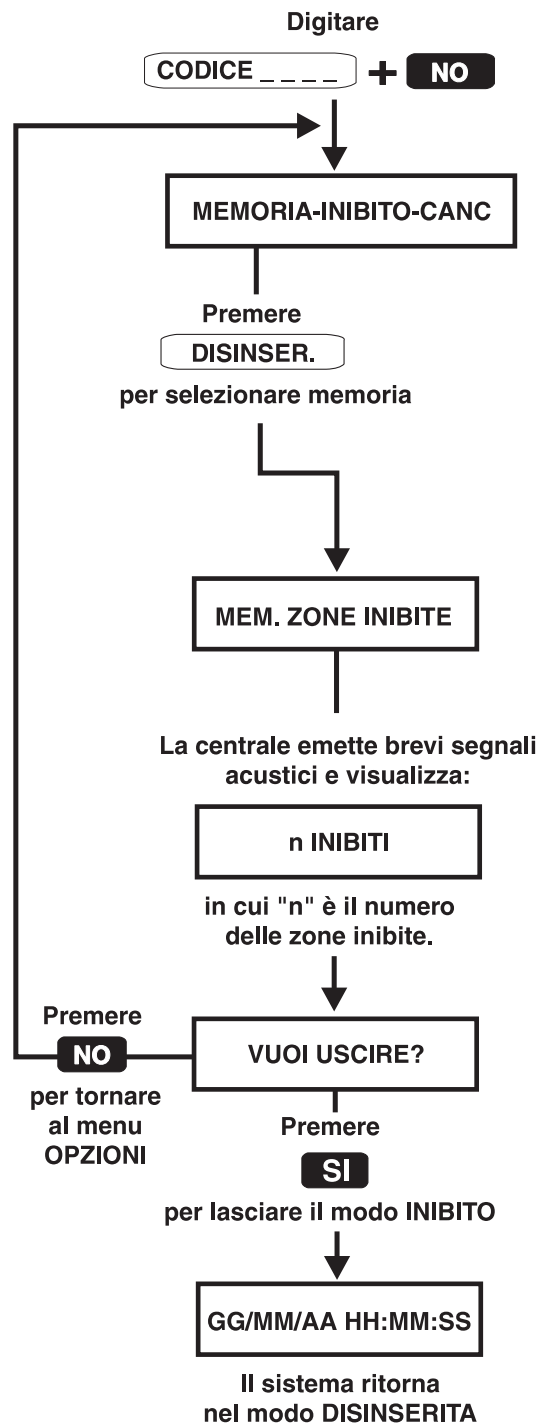 Digitare
CODICE _ _ _ _ + NO
MEMORIA-INIBITO-CANC
Premere
DISINSER.
per selezionare memoria
MEM. ZONE INIBITE
La centrale emette brevi segnali
acustici e visualizza:
n INIBITI
in cui "n" è il numero
delle zone inibite.
VUOI USCIRE?
Premere
NO
per tornare
al menu
OPZIONI
Premere
SI
per lasciare il modo INIBITO
GG/MM/AA HH:MM:SS
Il sistema ritorna
nel modo DISINSERITA